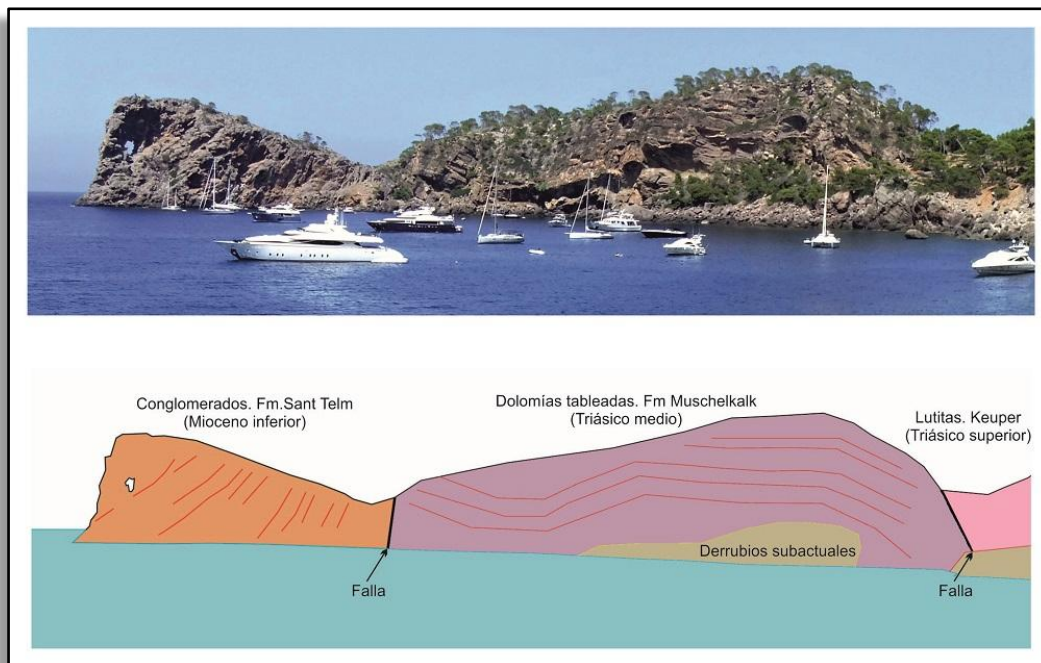 Conglomerados. Fm.Sant Telm
(Mioceno inferior)
Dolomías tableadas. Fm Muschelkalk
(Triásico medio)
Lutitas. Keuper
(Triásico superior)
Derrubios subactuales
Falla
Falla